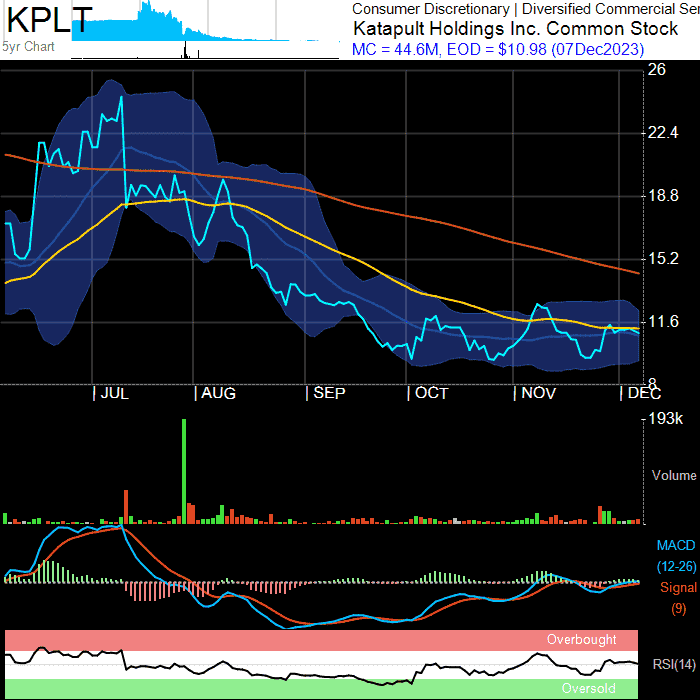 KPLT
5yr Chart
Consumer Discretionary | Diversified Commercial Ser
Katapult Holdings Inc. Common Stock
MC = 44.6M, EOD = $10.98 (07Dec2023)
26
22.4
18.8
15.2
11.6
8
JUL AUG SEP OCT NOV DEC
193k
Volume
MACD
(12-26)
Signal
(9)
Overbought
RSI(14)
Oversold